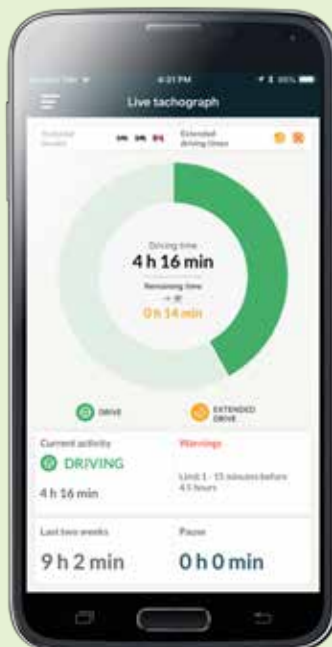 4:21 PM
Live tachograph
Extended
driving times
Driving time
4 h 16 min
Remaining time
0 h 14 min
DRIVE
EXTENDED
DRIVE
Current activity
DRIVING
4 h 16 min
Warnings
Limit 1 - 15 minutes before
4.5 hours
Last two weeks
9 h 2 min
Pause
0 h 0 min